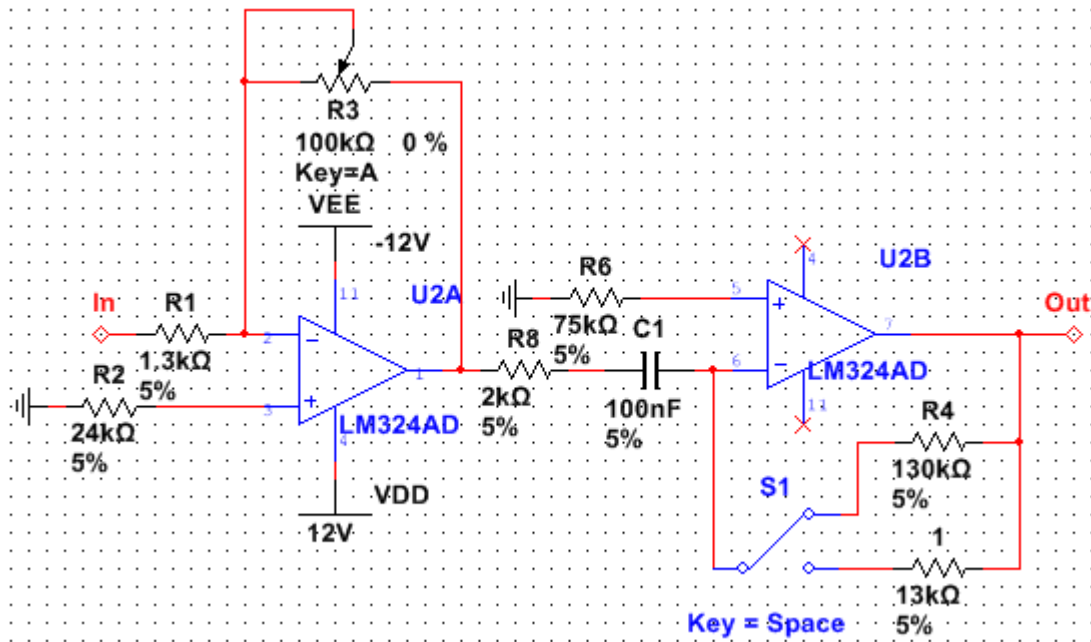 R3
100kΩ 0 %
Key=A
VEE
-12V
11
U2A
In
R1
2
1,3kΩ
5%
R2
3
24kΩ
5%
1
LM324AD
4
VDD
12V
R8
2kΩ
5%
R6
75kΩ
5%
C1
100nF
5%
5
6
4
U2B
7
Out
LM324AD
11
R4
130kΩ
5%
S1
1
13kΩ
5%
Key = Space